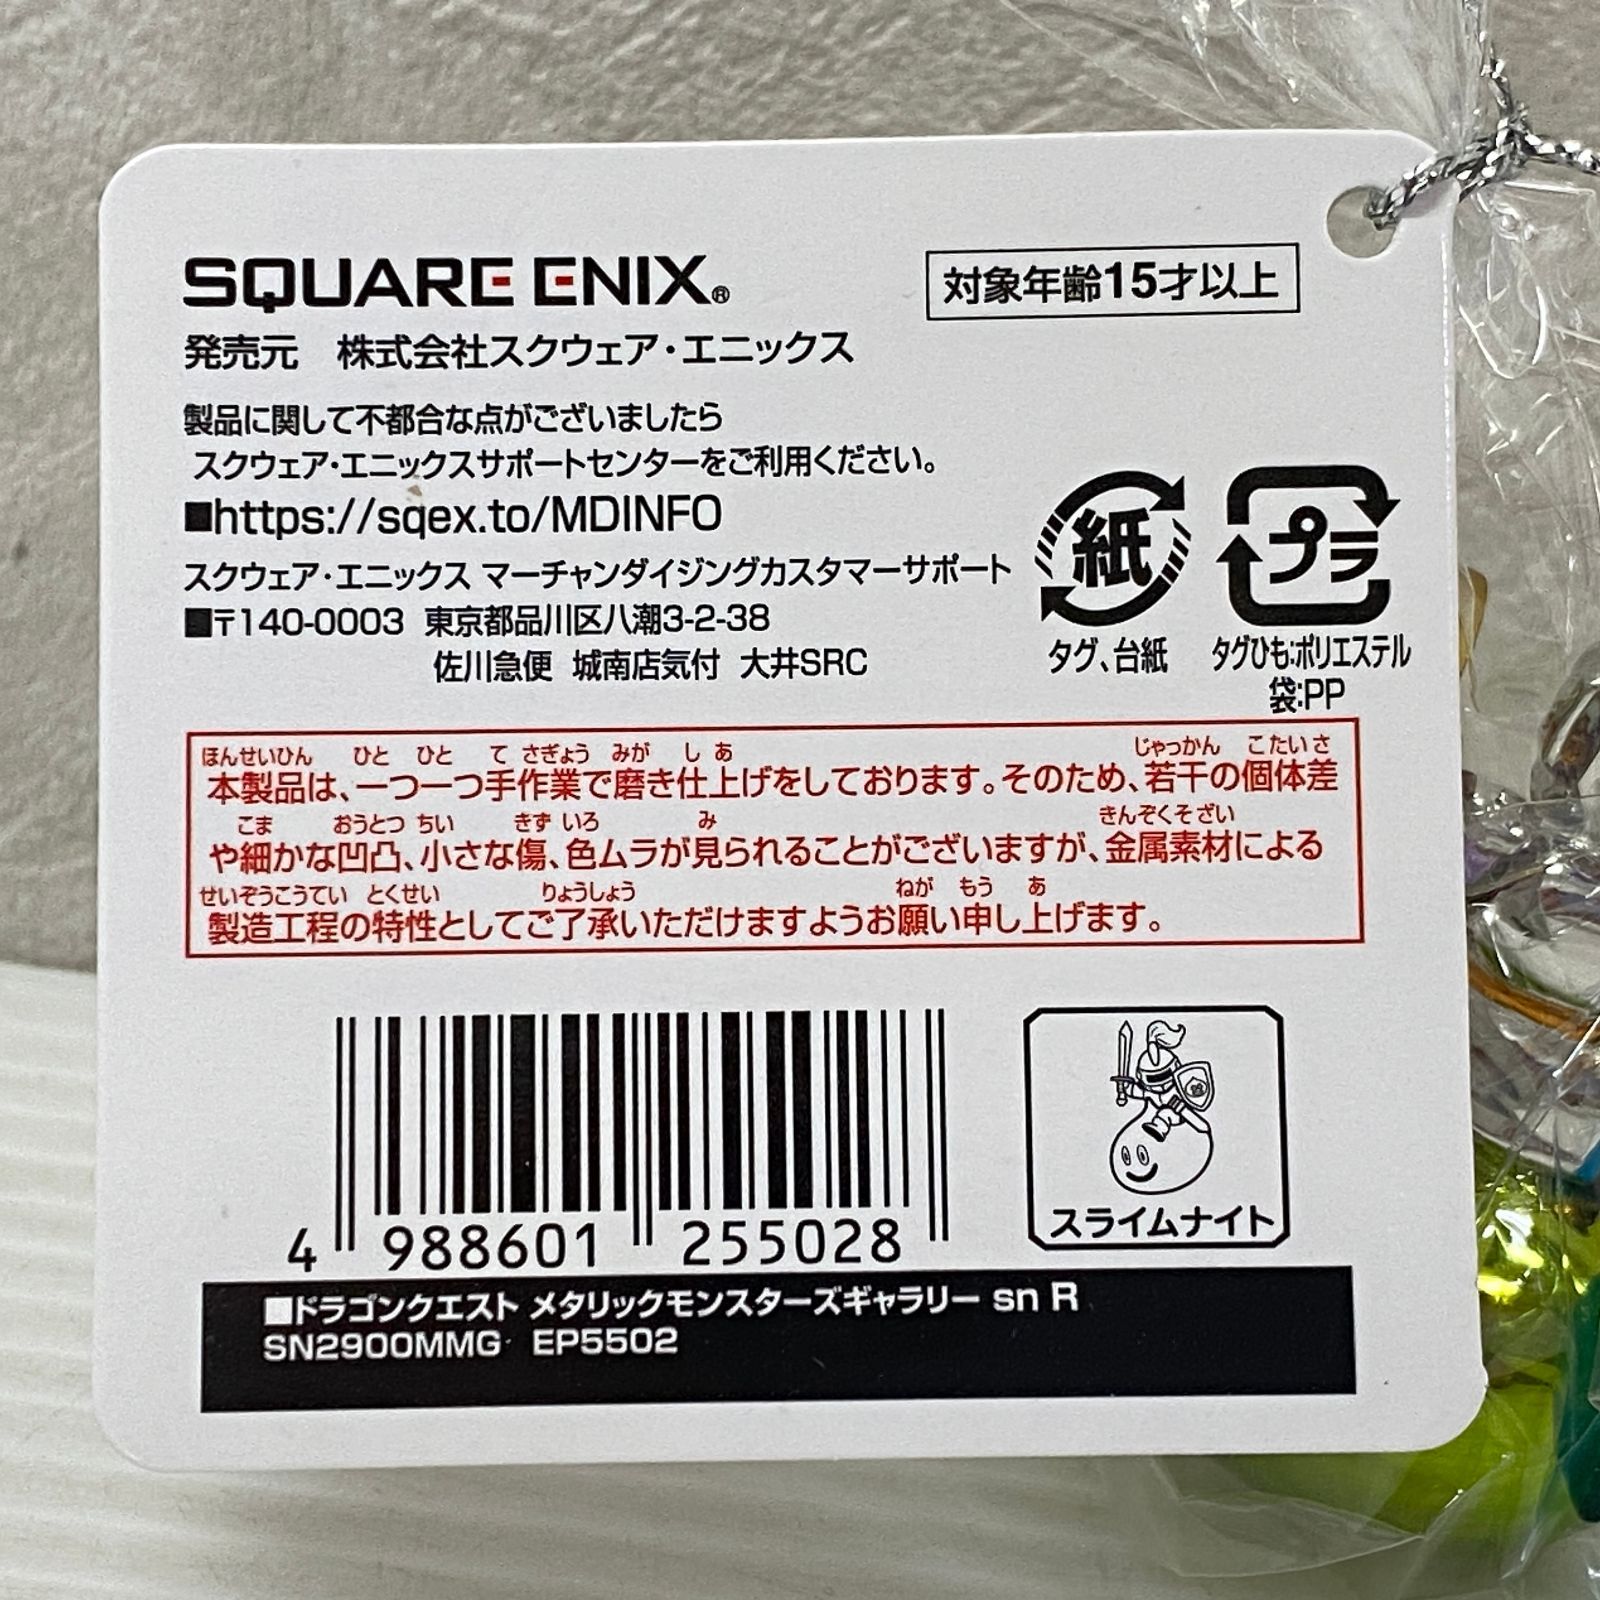 SQUARE ENIX®
対象年齢15才以上
発売元 株式会社スクウェア・エニックス
製品に関して不都合な点がございましたら
スクウェア・エニックスサポートセンターをご利用ください。
■https://sqex.to/MDINFO
スクウェア・エニックス マーチャンダイジングカスタマーサポート
■〒140-0003 東京都品川区八潮3-2-38
佐川急便 城南店気付 大井SRC
紙
タグ、台紙
プラ
タグひも:ポリエステル
袋:PP
ほんせいひん ひと ひと て さぎょう みが し あ じゃっかん こたいさ
本製品は、一つ一つ手作業で磨き仕上げをしております。そのため、若干の個体差
こま おうとつ ちい きず いろ み きんぞくそざい
や細かな凹凸、小さな傷、色ムラが見られることがございますが、金属素材による
せいぞうこうてい とくせい りょうしょう ねが もう あ
製造工程の特性としてご了承いただけますようお願い申し上げます。
4 988601 255028
スライムナイト
■ドラゴンクエスト メタリックモンスターズギャラリー sn R
SN2900MMG EP5502